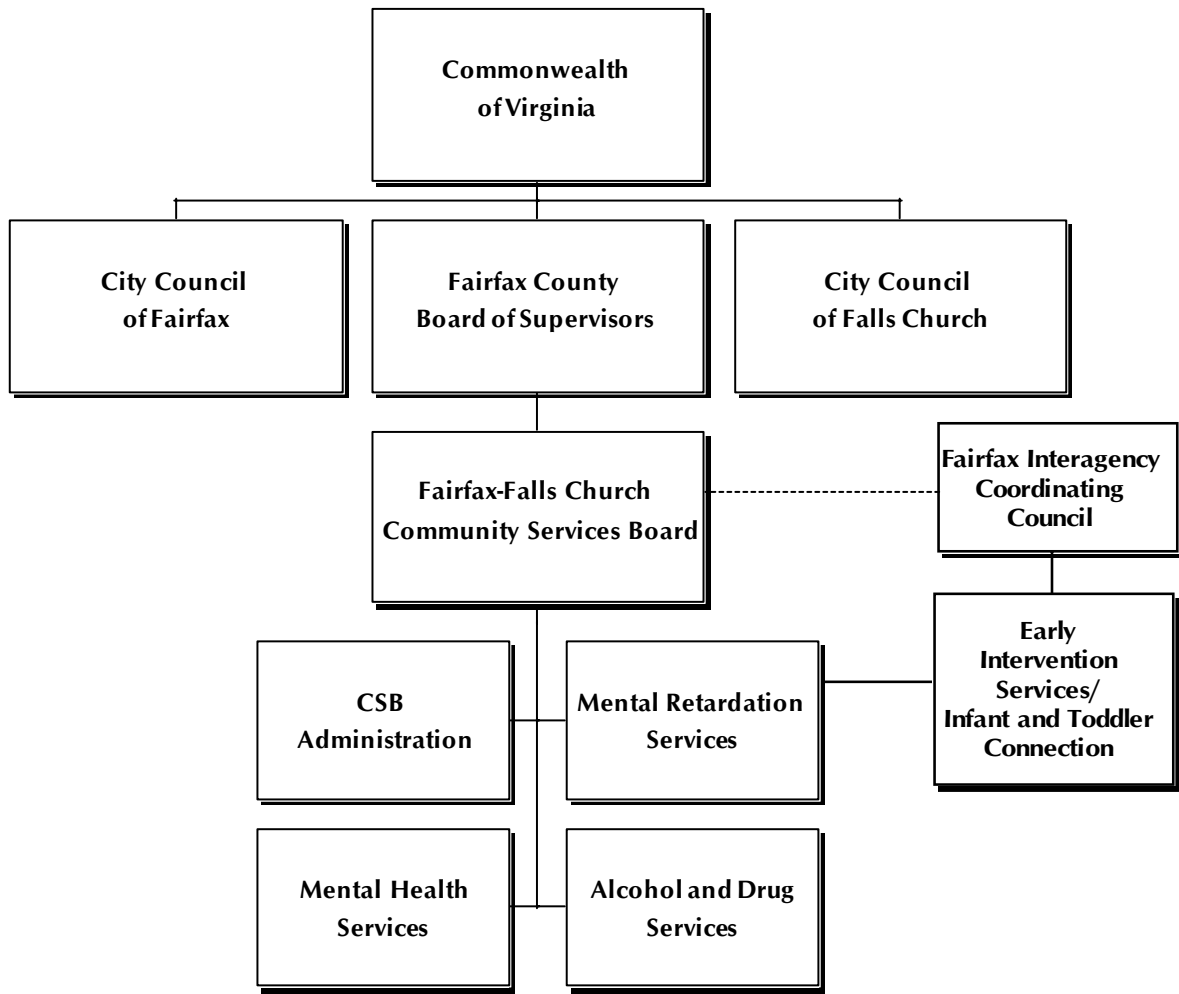 Commonwealth
of Virginia
City Council
of Fairfax
Fairfax County
Board of Supervisors
City Council
of Falls Church
Fairfax-Falls Church
Community Services Board
Fairfax Interagency
Coordinating
Council
Early
Intervention
Services/
Infant and Toddler
Connection
CSB
Administration
Mental Retardation
Services
Mental Health
Services
Alcohol and Drug
Services